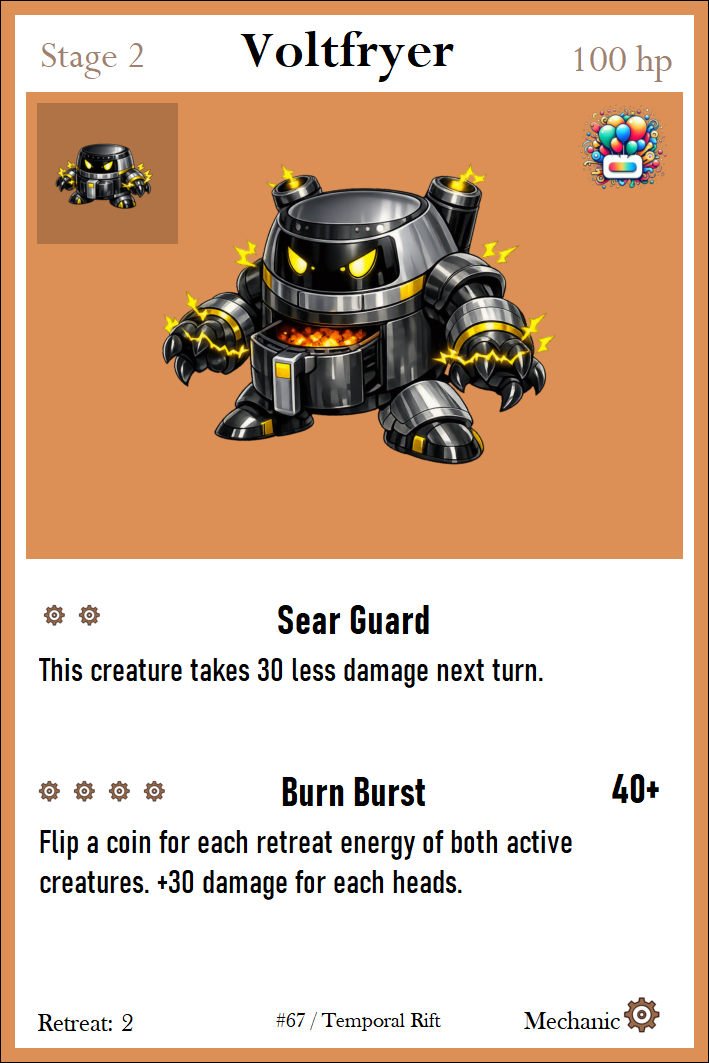 Stage 2
Voltfryer
100 hp
Sear Guard
This creature takes 30 less damage next turn.
Burn Burst
40+
Flip a coin for each retreat energy of both active
creatures. +30 damage for each heads.
Retreat: 2
#67 / Temporal Rift
Mechanic